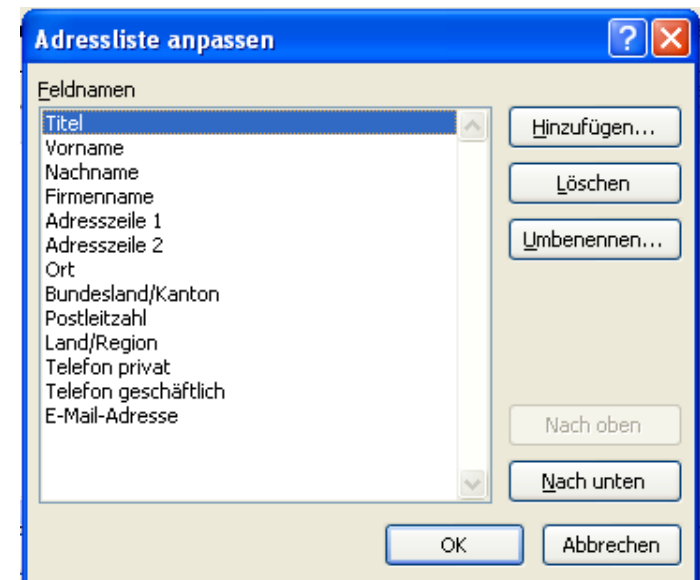 Adressliste anpassen
Feldnamen
Titel
Vorname
Nachname
Firmenname
Adresszeile 1
Adresszeile 2
Ort
Bundesland/Kanton
Postleitzahl
Land/Region
Telefon privat
Telefon geschäftlich
E-Mail-Adresse
Hinzufügen...
Löschen
Umbenennen...
Nach oben
Nach unten
OK
Abbrechen